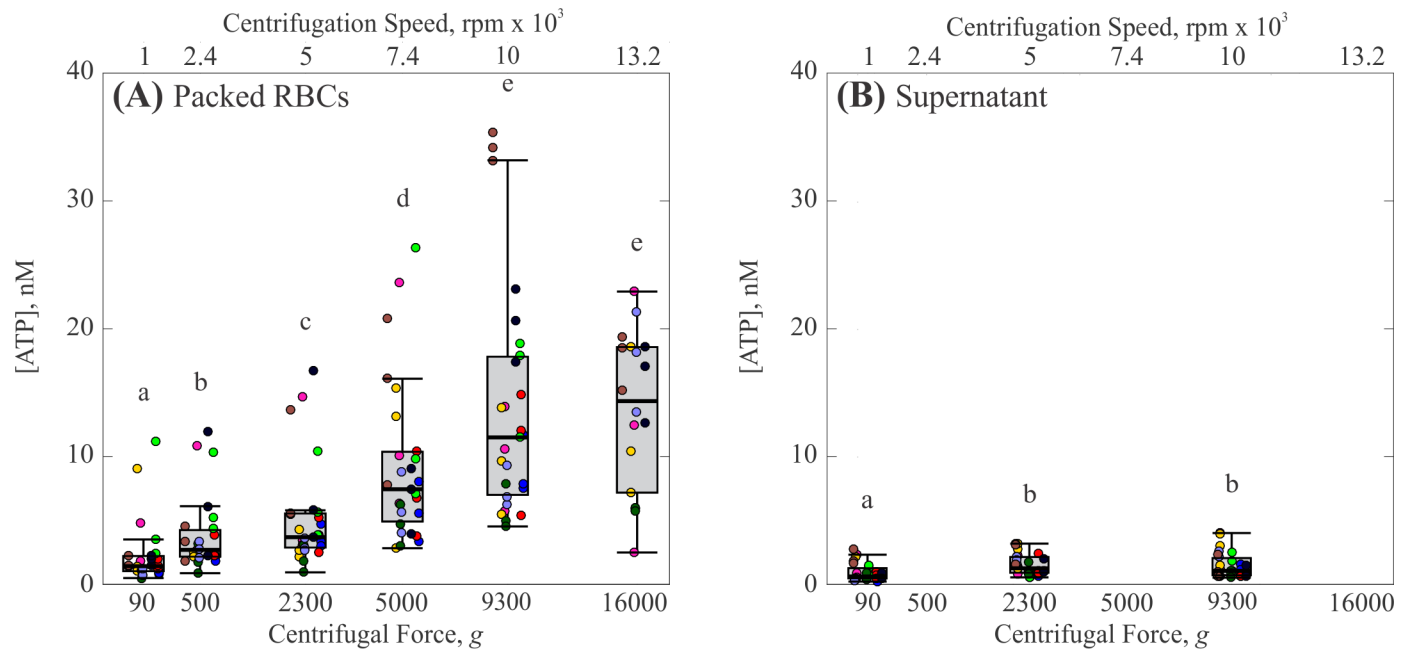 Centrifugation Speed, rpm x 10³
1 2.4 5 7.4 10 13.2
(A) Packed RBCs
[ATP], nM
40
30
20
10
0
a
b
c
d
e
e
90 500 2300 5000 9300 16000
Centrifugal Force, g
Centrifugation Speed, rpm x 10³
1 2.4 5 7.4 10 13.2
(B) Supernatant
[ATP], nM
40
30
20
10
0
a
b
b
90 500 2300 5000 9300 16000
Centrifugal Force, g